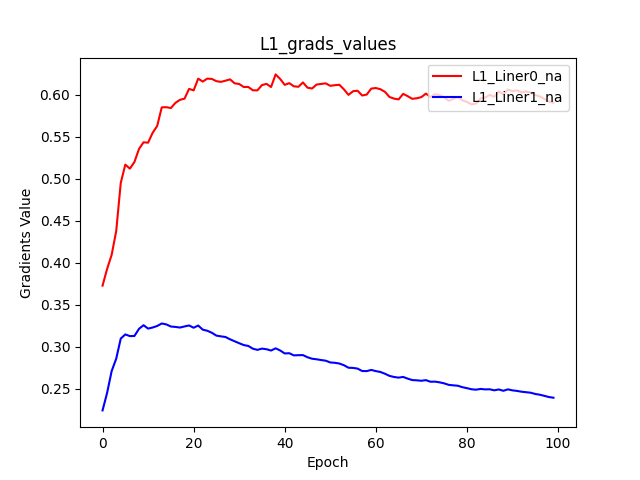 L1_grads_values
L1_Liner0_na
L1_Liner1_na
Gradients Value
0.60
0.55
0.50
0.45
0.40
0.35
0.30
0.25
0 20 40 60 80 100
Epoch